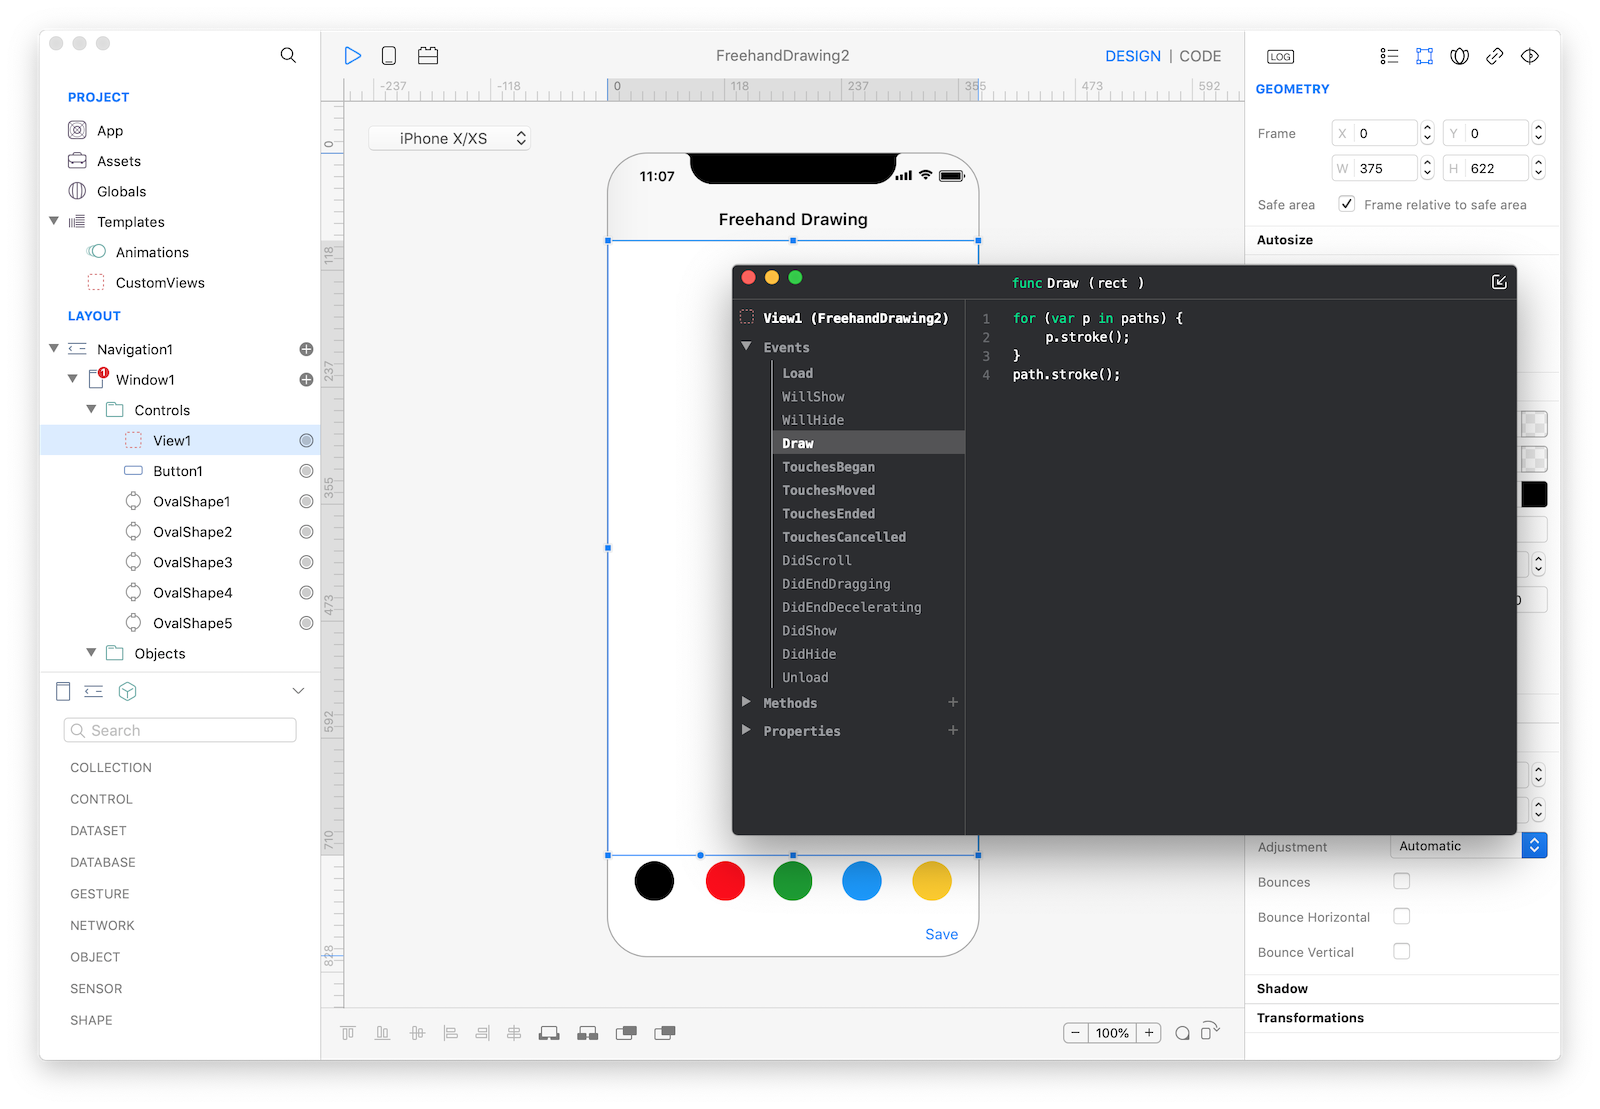 PROJECT
App
Assets
Globals
Templates
Animations
CustomViews
LAYOUT
Navigation1
1
Window1
Controls
View1
Button1
OvalShape1
OvalShape2
OvalShape3
OvalShape4
OvalShape5
Objects
Search
COLLECTION
CONTROL
DATASET
DATABASE
GESTURE
NETWORK
OBJECT
SENSOR
SHAPE
FreehandDrawing2
DESIGN | CODE
-237 -118 0 118 237 355 473 592
0
118
237
355
473
592
710
828
iPhone X/XS
11:07
Freehand Drawing
Save
100%
func Draw (rect )
View1 (FreehandDrawing2)
Events
Load
WillShow
WillHide
Draw
TouchesBegan
TouchesMoved
TouchesEnded
TouchesCancelled
DidScroll
DidEndDragging
DidEndDecelerating
DidShow
DidHide
Unload
Methods +
Properties +
1 for (var p in paths) {
2 p.stroke();
3 }
4 path.stroke();
LOG
GEOMETRY
Frame X 0 Y 0
W 375 H 622
Safe area Frame relative to safe area
Autosize
Adjustment Automatic
Bounces
Bounce Horizontal
Bounce Vertical
Shadow
Transformations